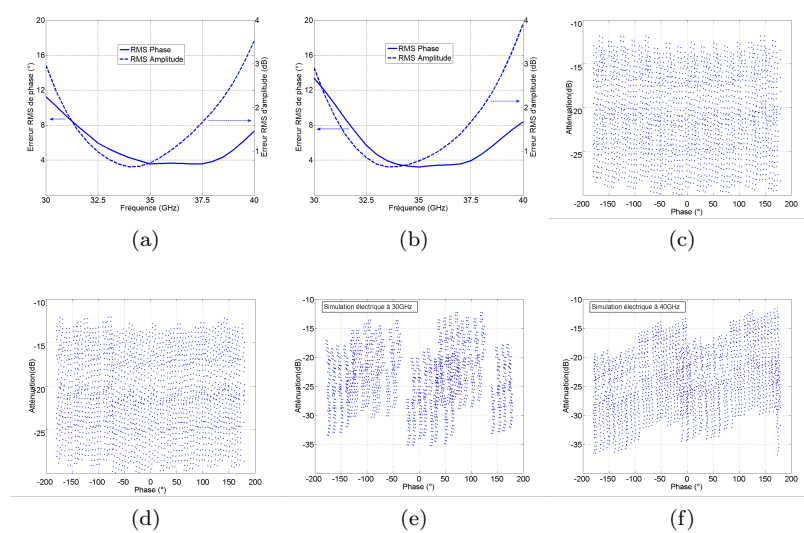 20
16
12
8
4
Errerur RMS de phase (°)
RMS Phase
RMS Amplitude
4
3
2
1
Erreur RMS d'amplitude (dB)
30 32.5 35 37.5 40
Fréquence (GHz)
(a)
20
16
12
8
4
Errerur RMS de phase (°)
RMS Phase
RMS Amplitude
4
3
2
1
Erreur RMS d'amplitude (dB)
30 32.5 35 37.5 40
Fréquence (GHz)
(b)
-10
-15
-20
-25
Atténuation(dB)
-200 -150 -100 -50 0 50 100 150 200
Phase (°)
(c)
-10
-15
-20
-25
Atténuation(dB)
-200 -150 -100 -50 0 50 100 150 200
Phase (°)
(d)
Simulation électrique à 30GHz
-10
-15
-20
-25
-30
-35
Atténuation(dB)
-200 -150 -100 -50 0 50 100 150 200
Phase (°)
(e)
Simulation électrique à 40GHz
-10
-15
-20
-25
-30
-35
Atténuation(dB)
-200 -150 -100 -50 0 50 100 150 200
Phase (°)
(f)